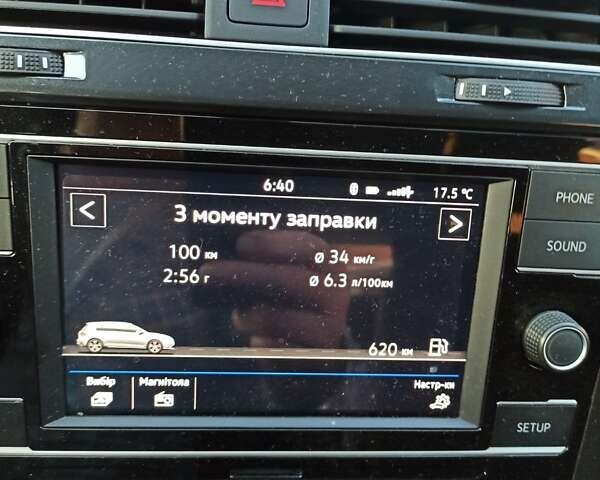 6:40 17.5 °C
З моменту заправки
100 км ø 34 км/г
2:56 г ø 6.3 л/100км
620 км
Вибір Магнітола Настр-ки
PHONE
SOUND
SETUP